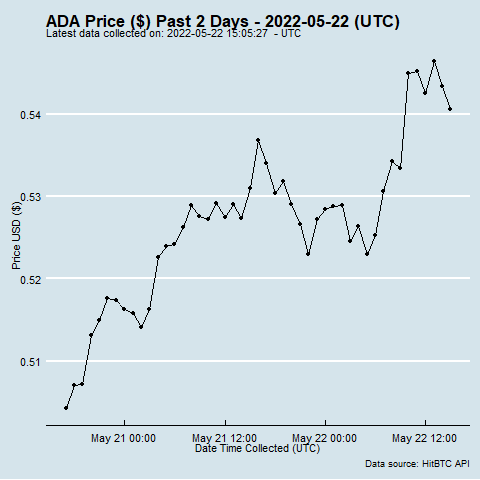 ADA Price ($) Past 2 Days - 2022-05-22 (UTC)
Latest data collected on: 2022-05-22 15:05:27 - UTC
0.54
0.53
0.52
0.51
Price USD ($)
May 21 00:00
May 21 12:00
May 22 00:00
May 22 12:00
Date Time Collected (UTC)
Data source: HitBTC API